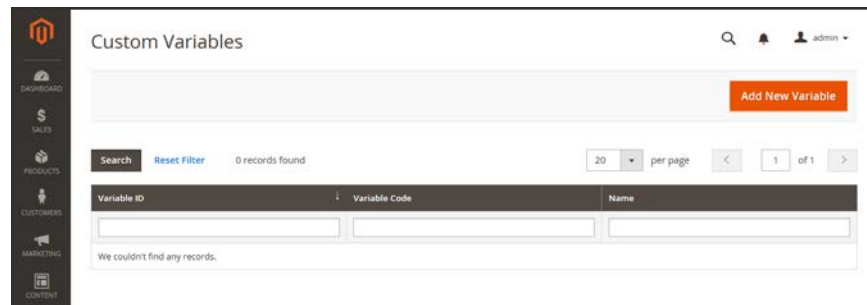 Custom Variables
admin
Add New Variable
DASHBOARD
SALES
PRODUCTS
CUSTOMERS
MARKETING
CONTENT
Search Reset Filter 0 records found 20 per page 1 of 1
Variable ID Variable Code Name
We couldn't find any records.